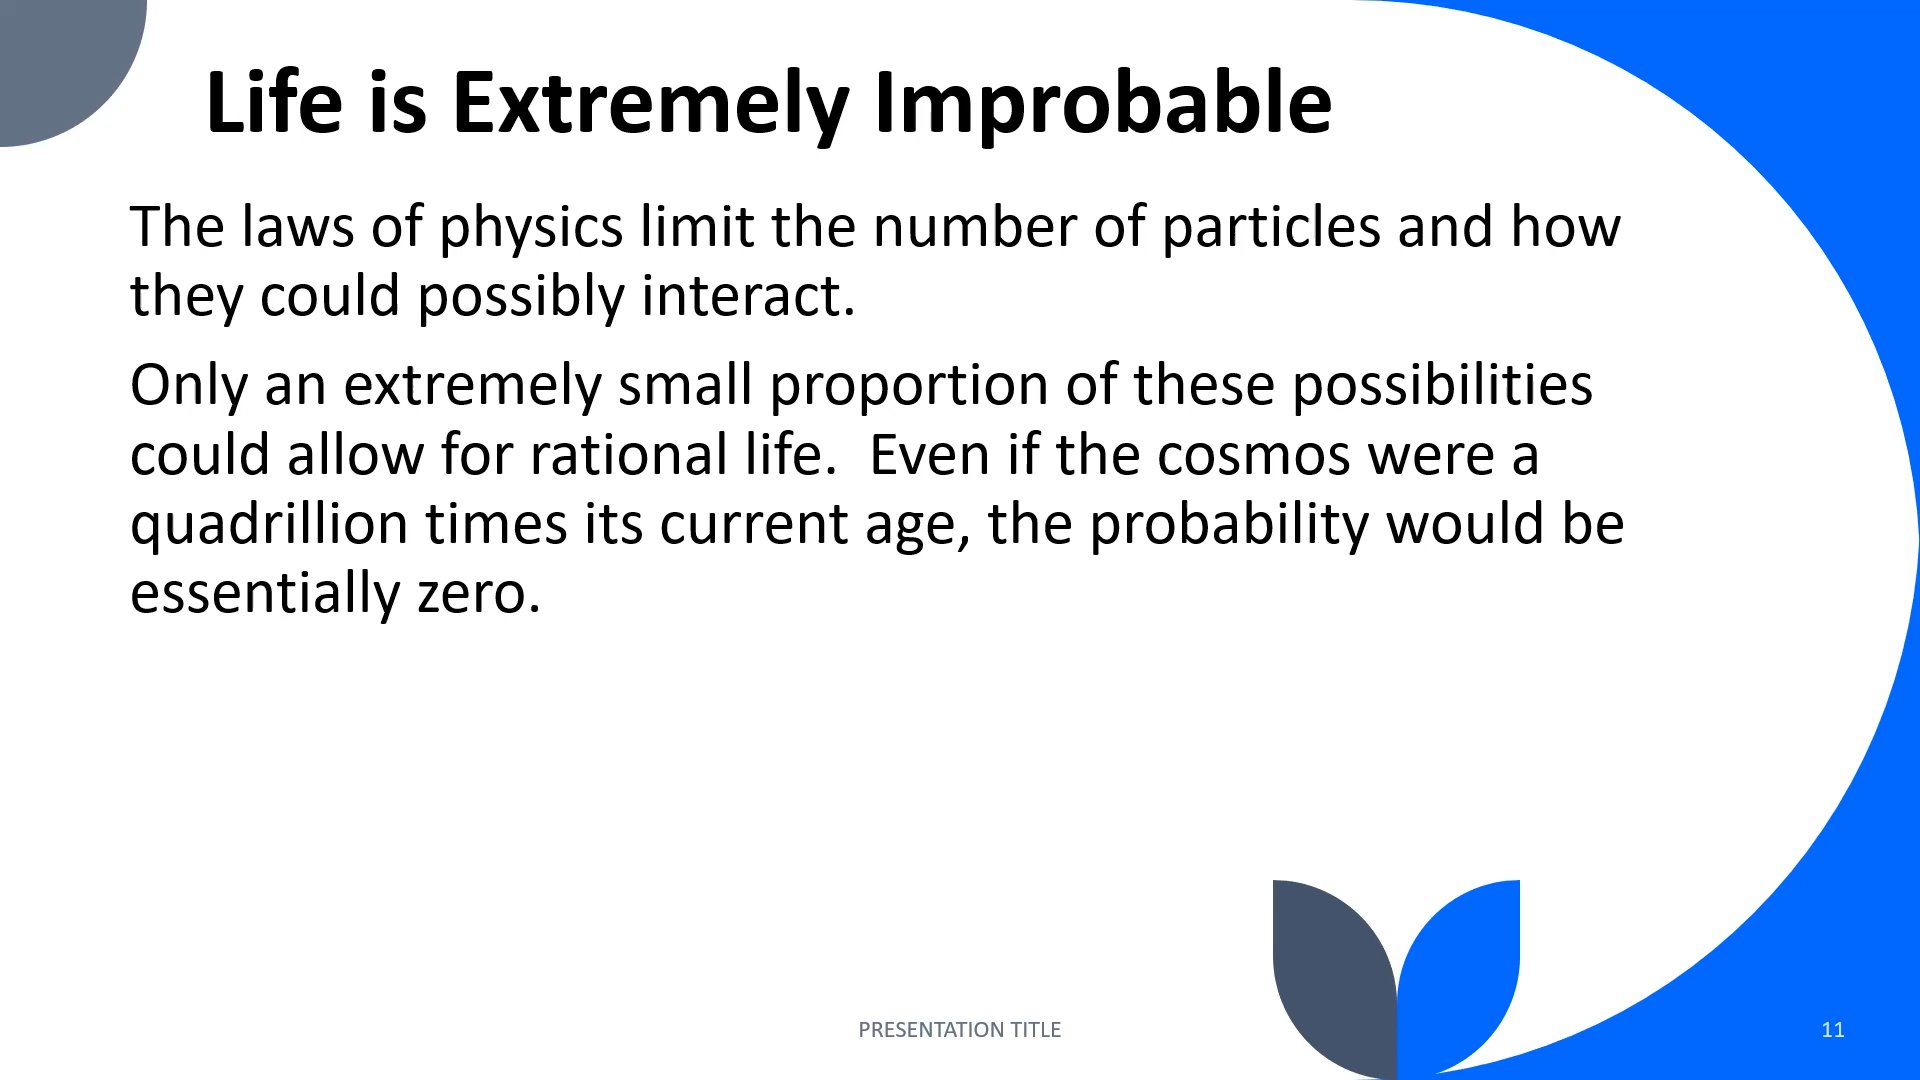 Life is Extremely Improbable
The laws of physics limit the number of particles and how
they could possibly interact.
Only an extremely small proportion of these possibilities
could allow for rational life.  Even if the cosmos were a
quadrillion times its current age, the probability would be
essentially zero.
PRESENTATION TITLE
11